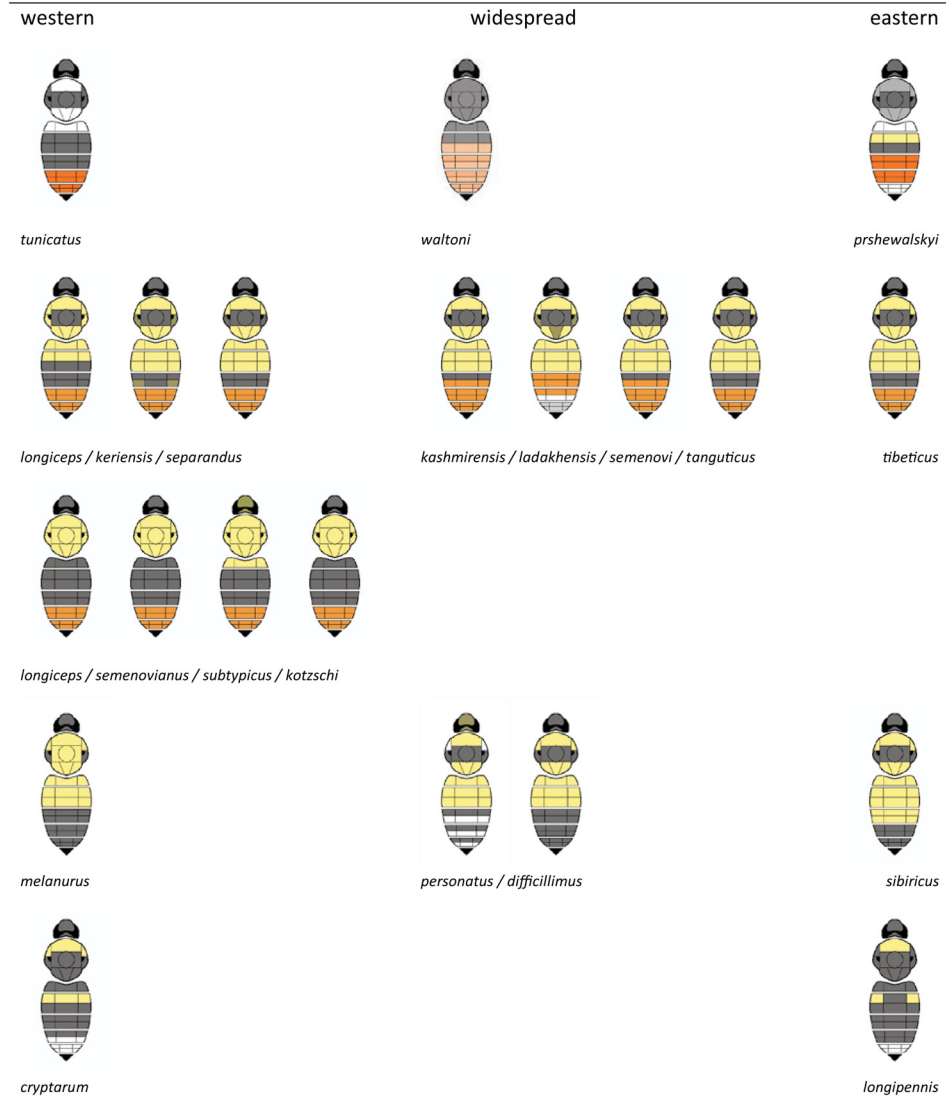 western widespread eastern
tunicatus waltoni prshewalskyi
longiceps / keriensis / separandus kashmirensis / ladakhensis / semenovi / tanguticus tibeticus
longiceps / semenovianus / subtypicus / kotzschi
melanurus personatus / difficillimus sibiricus
cryptarum longipennis